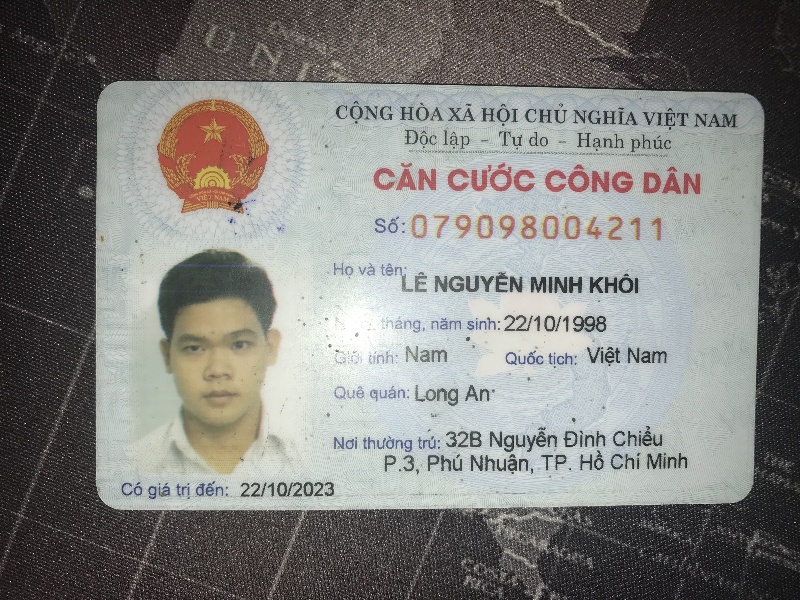 CỘNG HÒA XÃ HỘI CHỦ NGHĨA VIỆT NAM
Độc lập - Tự do - Hạnh phúc
CĂN CƯỚC CÔNG DÂN
Số: 079098004211
Họ và tên: LÊ NGUYỄN MINH KHÔI
tháng, năm sinh: 22/10/1998
Giới tính: Nam Quốc tịch: Việt Nam
Quê quán: Long An
Nơi thường trú: 32B Nguyễn Đình Chiểu
P.3, Phú Nhuận, TP. Hồ Chí Minh
Có giá trị đến: 22/10/2023
VIỆT NAM